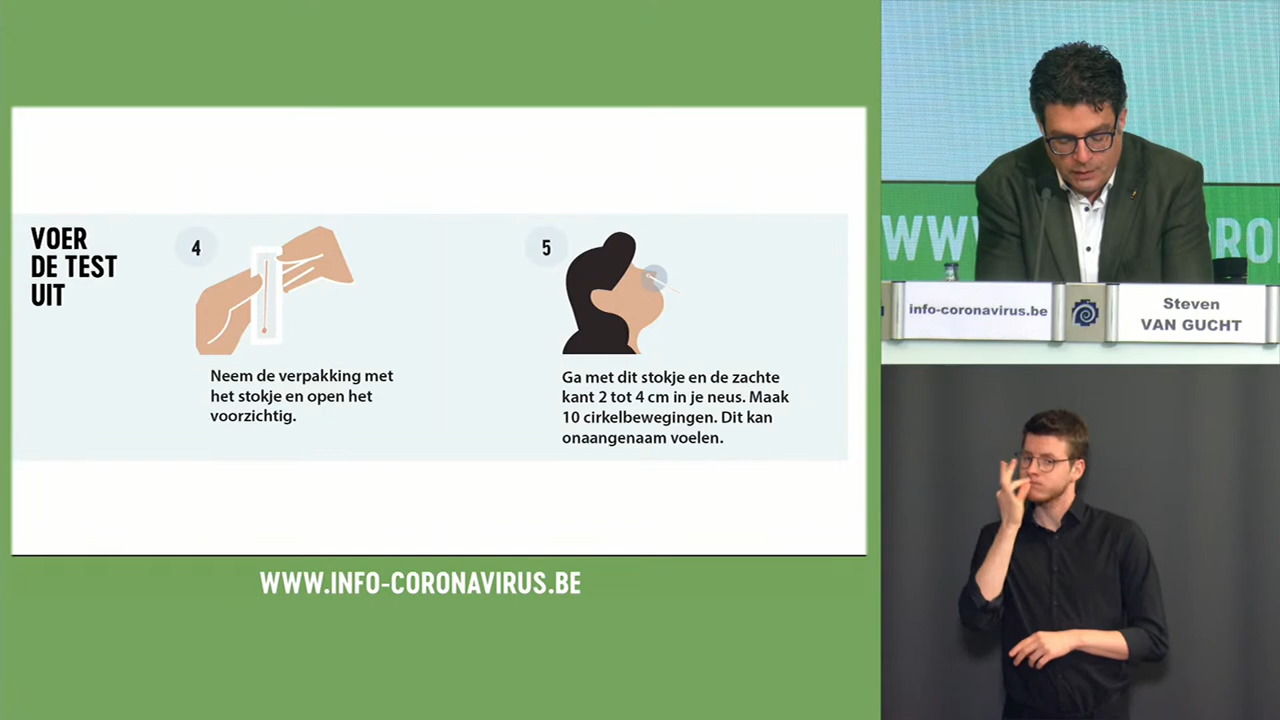 VOER
DE TEST
UIT
4
Neem de verpakking met
het stokje en open het
voorzichtig.
5
Ga met dit stokje en de zachte
kant 2 tot 4 cm in je neus. Maak
10 cirkelbewegingen. Dit kan
onaangenaam voelen.
WWW.INFO-CORONAVIRUS.BE
info-coronavirus.be
Steven
VAN GUCHT